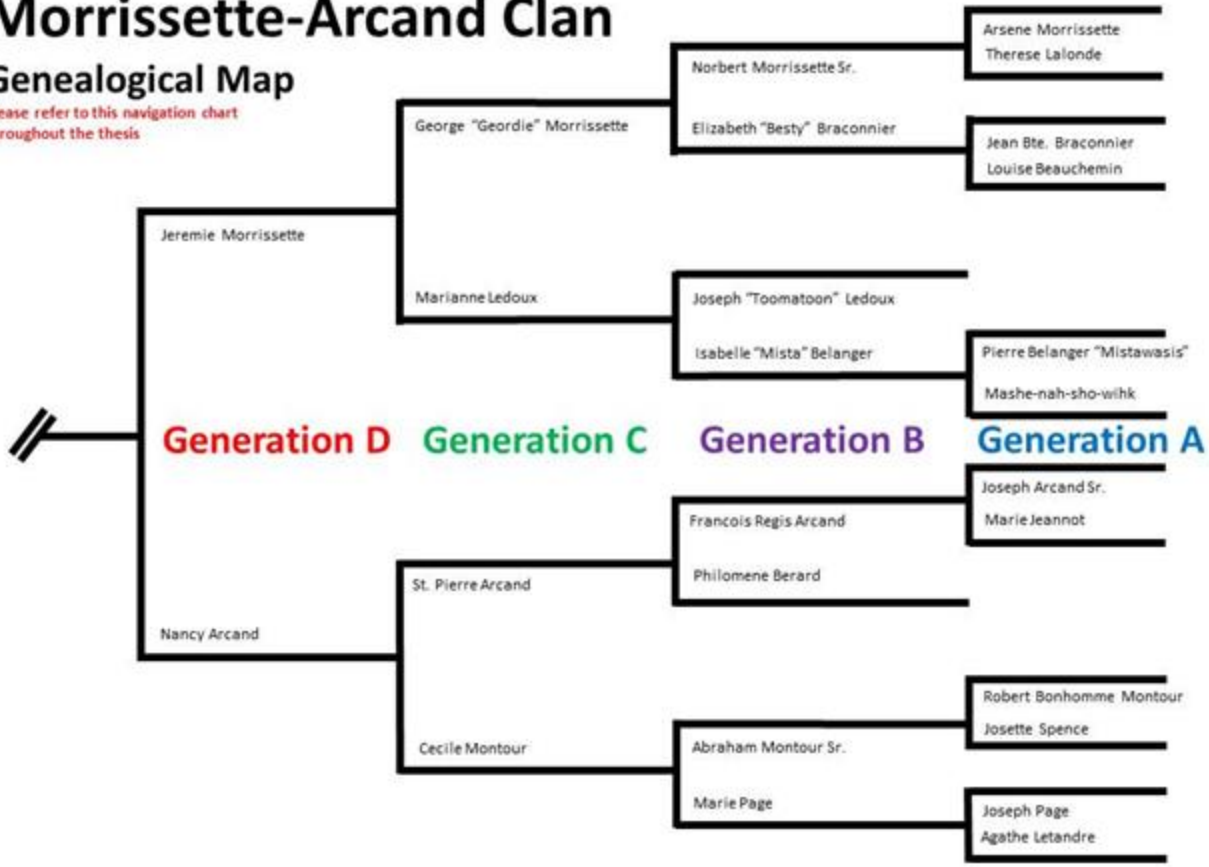 Morrissette-Arcand Clan
Genealogical Map
ease refer to this navigation chart
roughout the thesis
Arsene Morrissette
Therese Lalonde
Norbert Morrissette Sr.
George "Geordie" Morrissette
Elizabeth "Besty" Braconnier
Jean Bte. Braconnier
Louise Beauchemin
Jeremie Morrissette
Marianne Ledoux
Joseph "Toomatoon" Ledoux
Isabelle "Mista" Belanger
Pierre Belanger "Mistawasis"
Mashe-nah-sho-wihk
Generation D
Generation C
Generation B
Generation A
Joseph Arcand Sr.
Marie Jeannot
Francois Regis Arcand
Philomene Berard
St. Pierre Arcand
Nancy Arcand
Robert Bonhomme Montour
Josette Spence
Cecile Montour
Abraham Montour Sr.
Marie Page
Joseph Page
Agathe Letandre